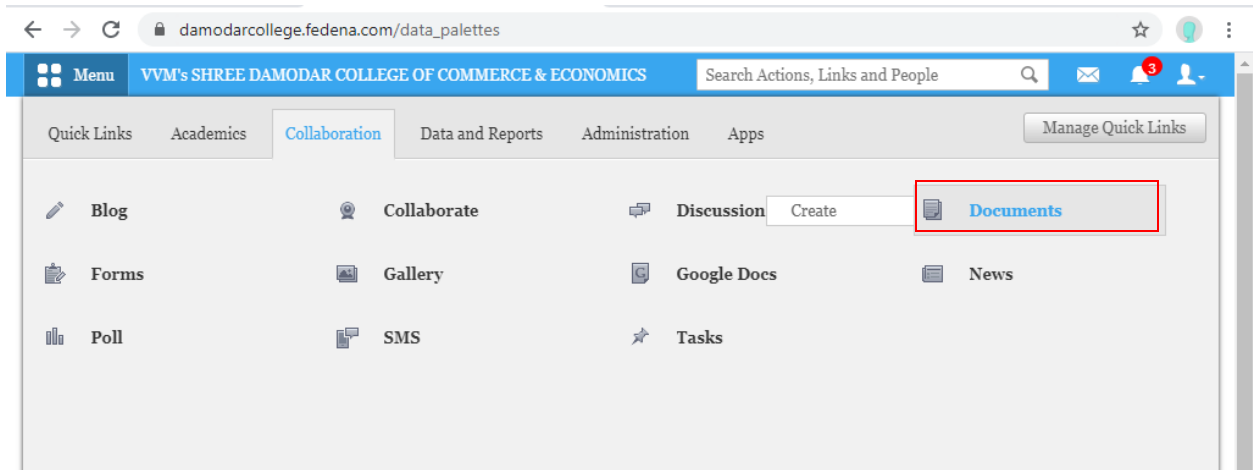 damodarcollege.fedena.com/data_palettes
Menu VVM's SHREE DAMODAR COLLEGE OF COMMERCE & ECONOMICS Search Actions, Links and People 3
Quick Links Academics Collaboration Data and Reports Administration Apps Manage Quick Links
Blog Collaborate Discussion Create Documents
Forms Gallery G Google Docs News
Poll SMS Tasks